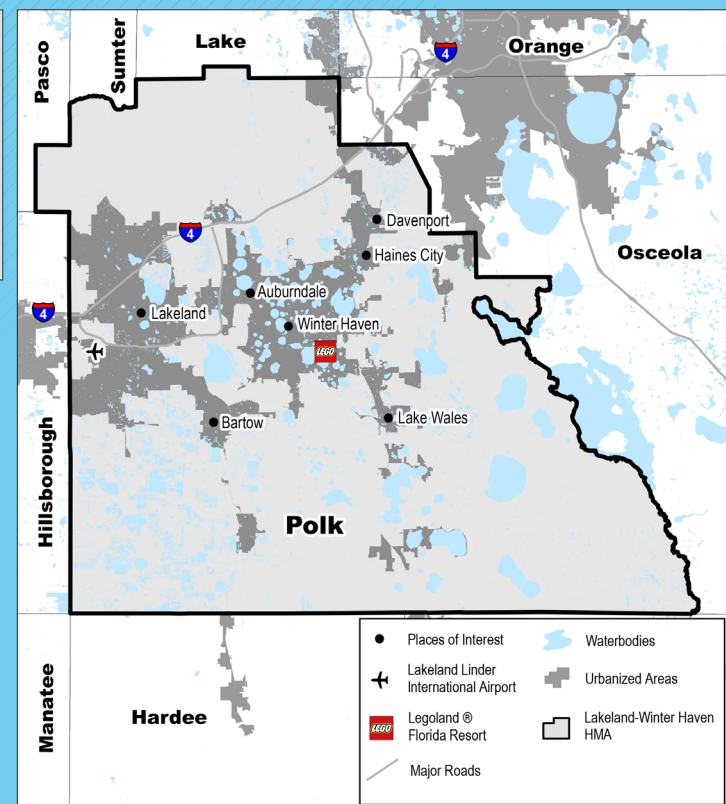 Pasco
Sumter
Lake
4
Orange
Osceola
Davenport
4
Haines City
Auburndale
4
Lakeland
Winter Haven
LEGO
Lake Wales
Bartow
Hillsborough
Polk
Manatee
Hardee
Places of Interest
Waterbodies
Lakeland Linder
International Airport
Urbanized Areas
LEGO
Legoland ®
Florida Resort
Lakeland-Winter Haven
HMA
Major Roads